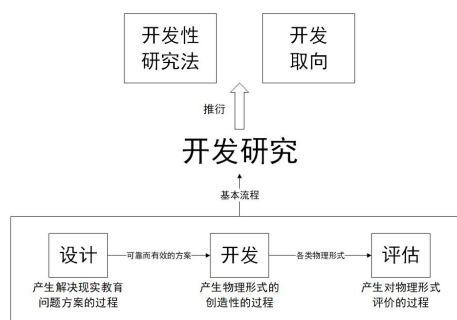 开发性
研究法
开发
取向
推衍
开发研究
基本流程
设计
可靠而有效的方案
开发
各类物理形式
评估
产生解决现实教育
问题方案的过程
产生物理形式的
创造性的过程
产生对物理形式
评价的过程